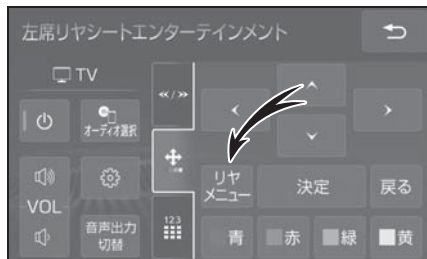 左席リヤシートエンターテインメント
TV
オーディオ選択
リヤ
メニュー
決定
戻る
VOL
音声出力
切替
123
青
赤
緑
黄